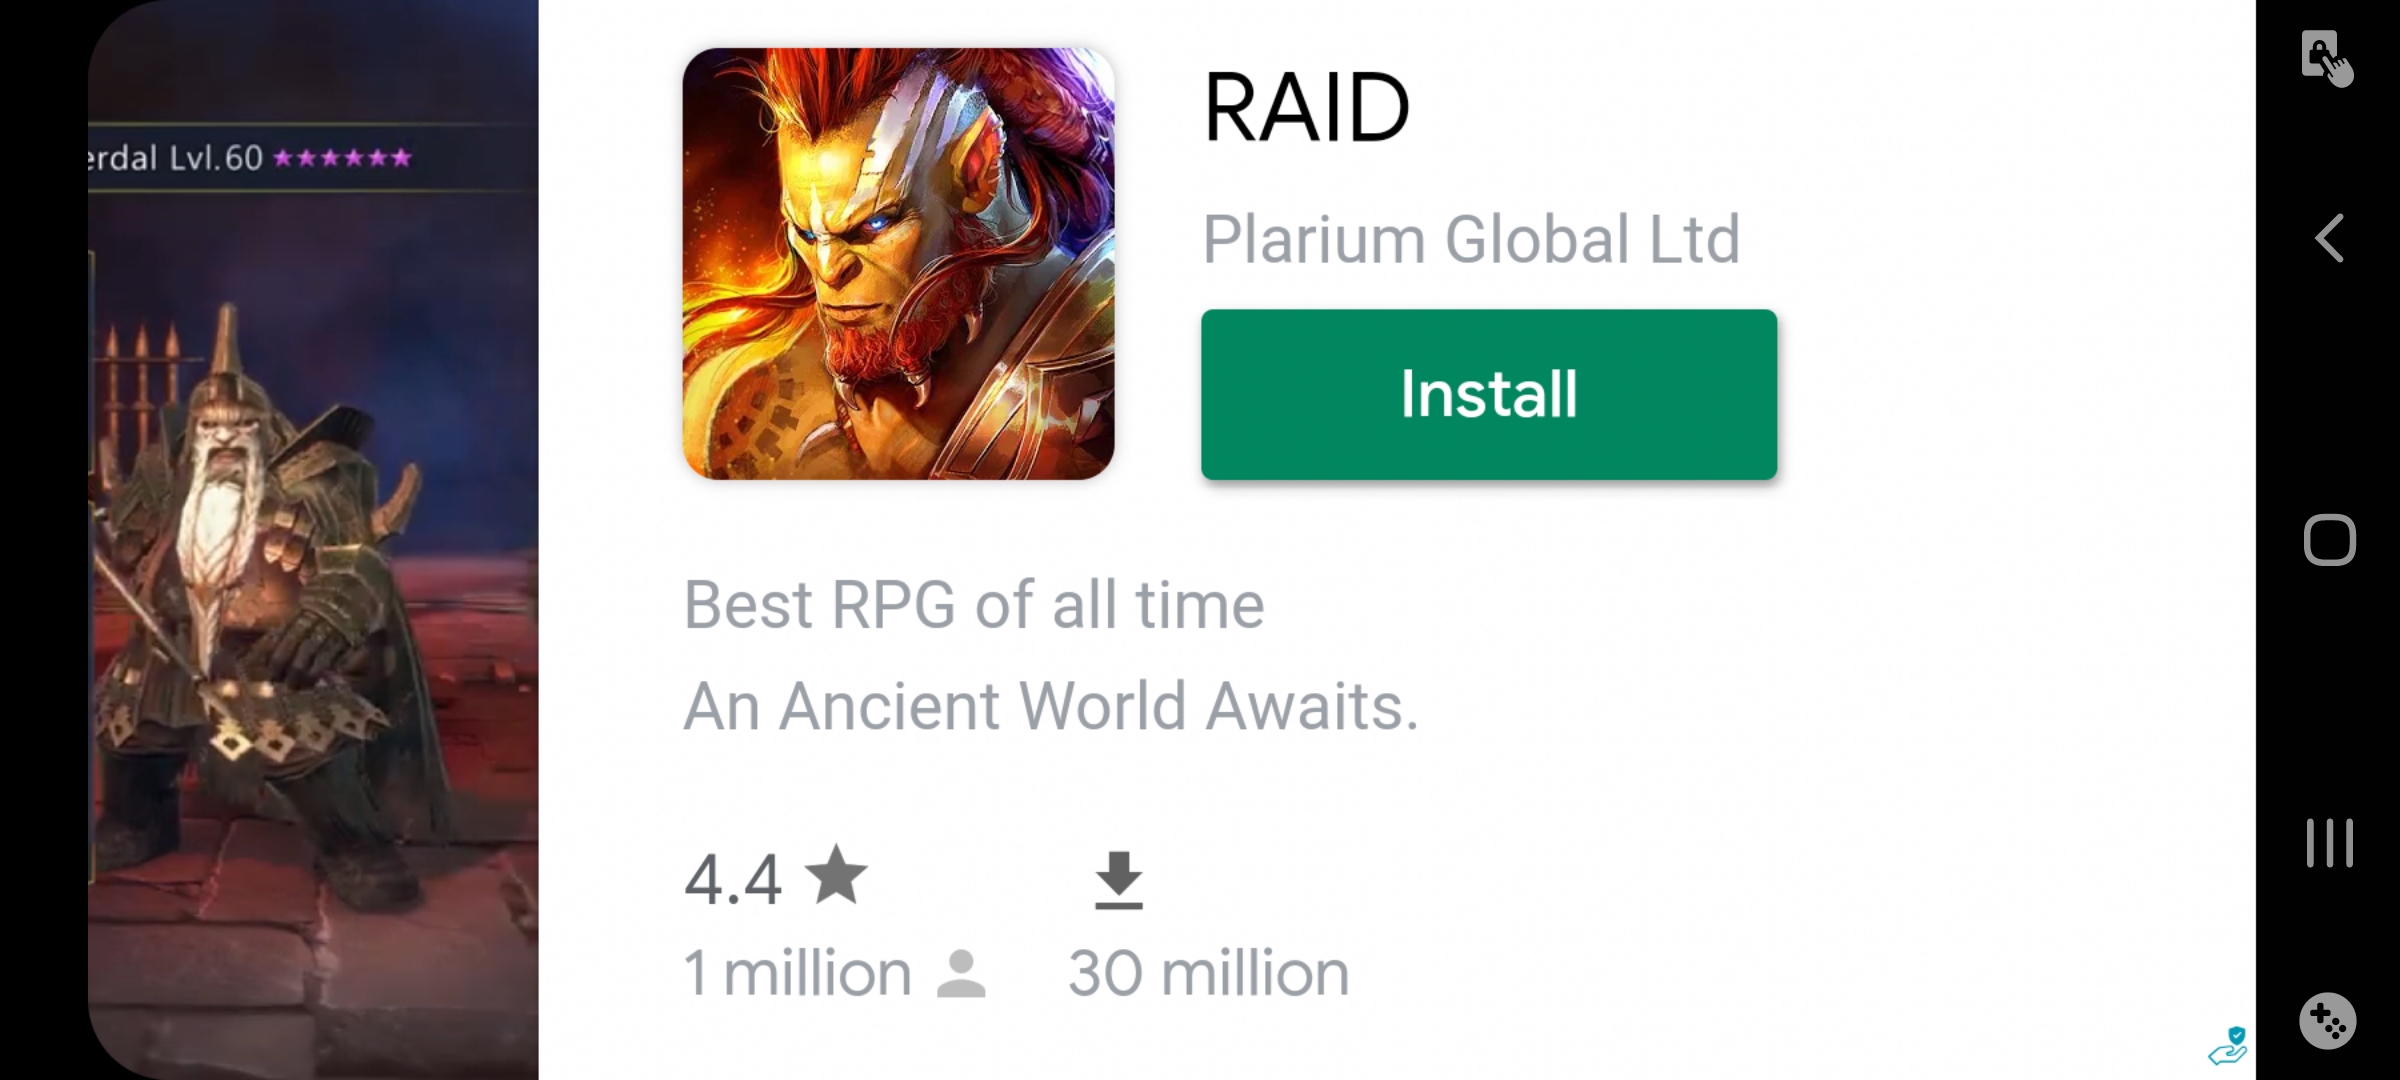 Lvl.60
RAID
Plarium Global Ltd
Install
Best RPG of all time
An Ancient World Awaits.
4.4
1 million
30 million